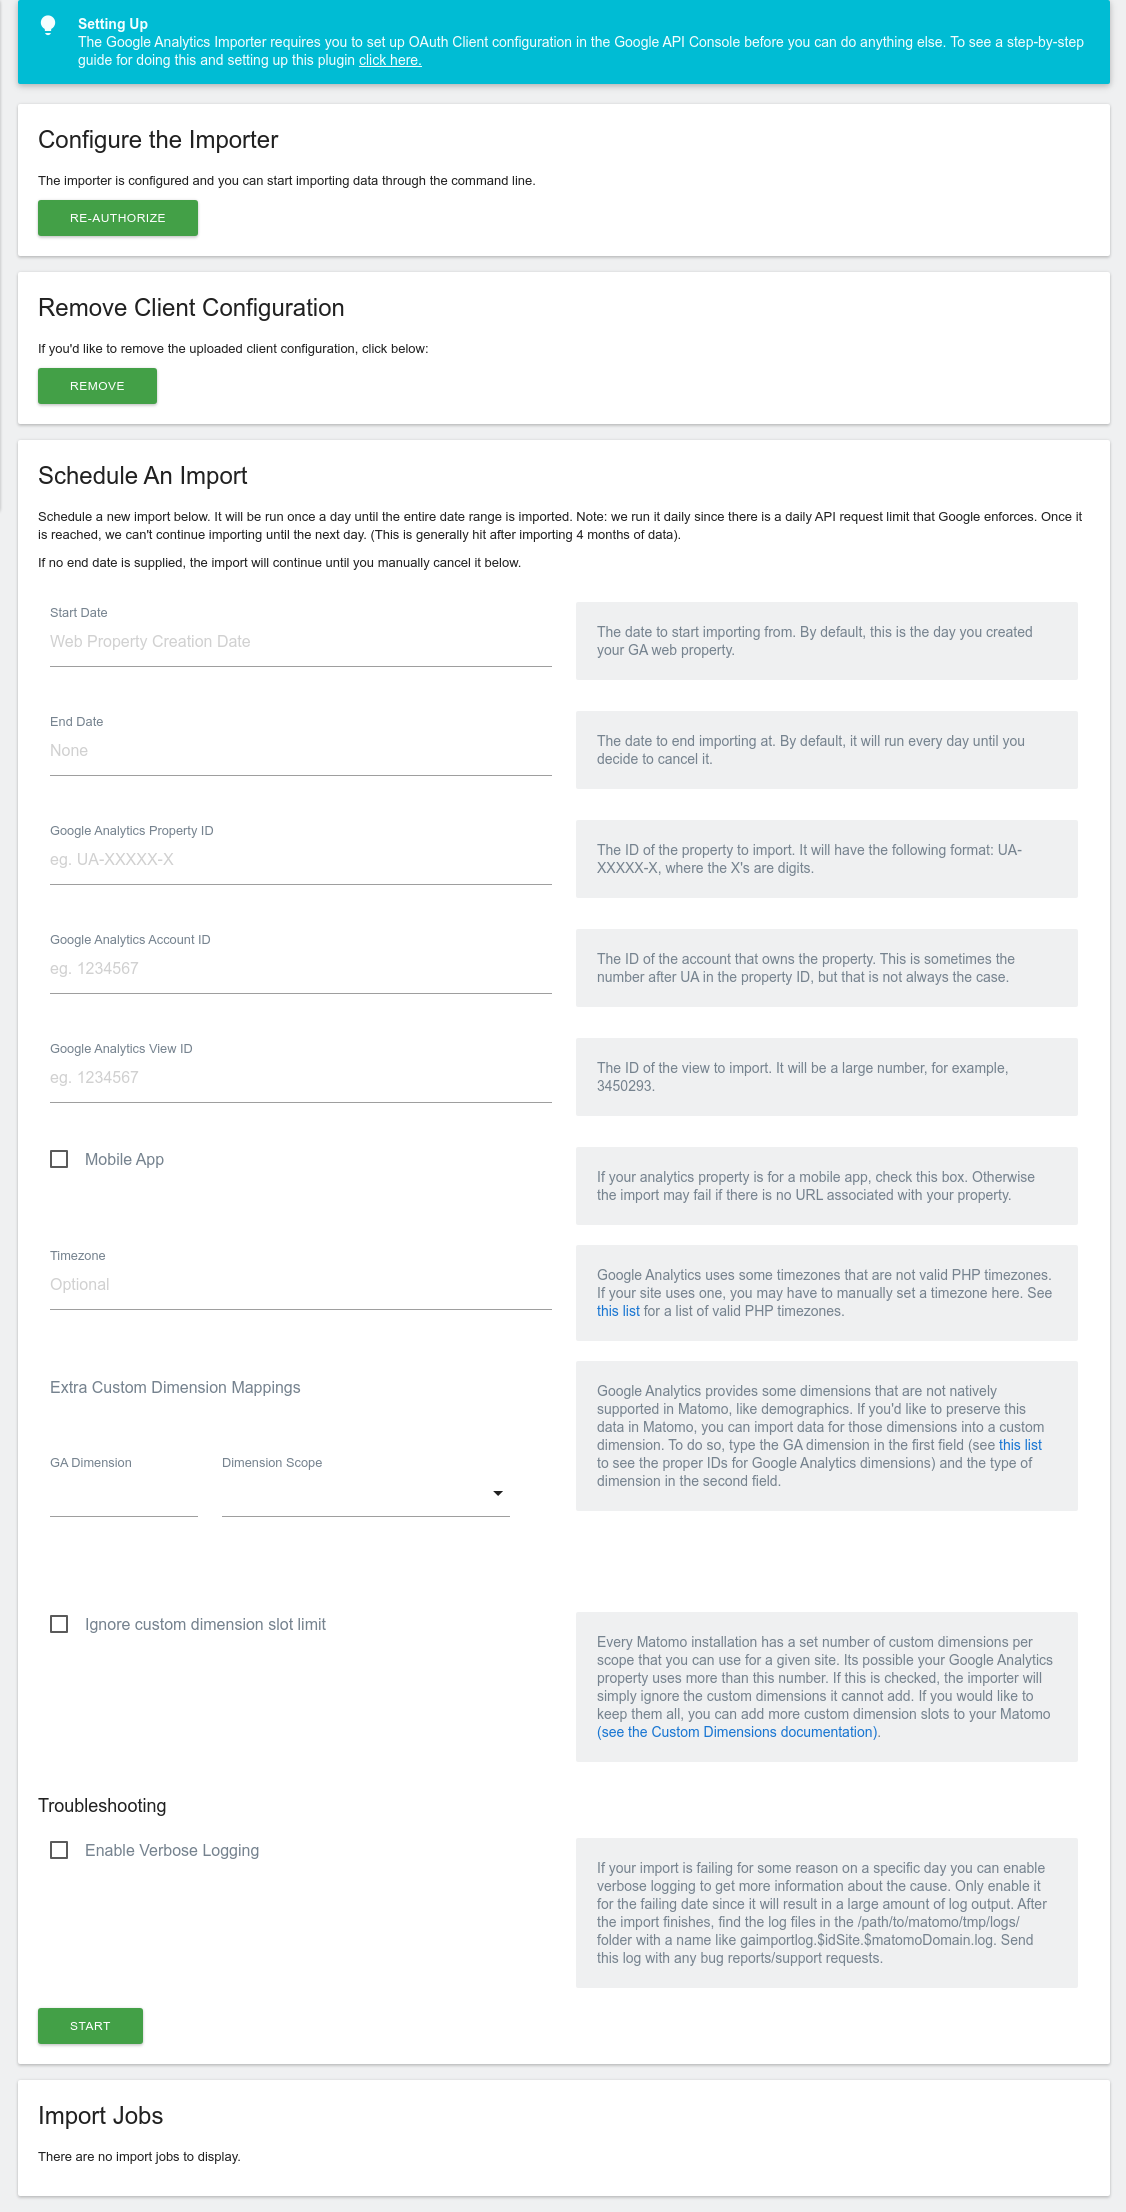 Setting Up
The Google Analytics Importer requires you to set up OAuth Client configuration in the Google API Console before you can do anything else. To see a step-by-step
guide for doing this and setting up this plugin click here.
Configure the Importer
The importer is configured and you can start importing data through the command line.
RE-AUTHORIZE
Remove Client Configuration
If you'd like to remove the uploaded client configuration, click below:
REMOVE
Schedule An Import
Schedule a new import below. It will be run once a day until the entire date range is imported. Note: we run it daily since there is a daily API request limit that Google enforces. Once it
is reached, we can't continue importing until the next day. (This is generally hit after importing 4 months of data).
If no end date is supplied, the import will continue until you manually cancel it below.
Start Date
Web Property Creation Date
The date to start importing from. By default, this is the day you created
your GA web property.
End Date
None
The date to end importing at. By default, it will run every day until you
decide to cancel it.
Google Analytics Property ID
eg. UA-XXXXX-X
The ID of the property to import. It will have the following format: UA-
XXXXX-X, where the X's are digits.
Google Analytics Account ID
eg. 1234567
The ID of the account that owns the property. This is sometimes the
number after UA in the property ID, but that is not always the case.
Google Analytics View ID
eg. 1234567
The ID of the view to import. It will be a large number, for example,
3450293.
Mobile App
If your analytics property is for a mobile app, check this box. Otherwise
the import may fail if there is no URL associated with your property.
Timezone
Optional
Google Analytics uses some timezones that are not valid PHP timezones.
If your site uses one, you may have to manually set a timezone here. See
this list for a list of valid PHP timezones.
Extra Custom Dimension Mappings
GA Dimension
Dimension Scope
Google Analytics provides some dimensions that are not natively
supported in Matomo, like demographics. If you'd like to preserve this
data in Matomo, you can import data for those dimensions into a custom
dimension. To do so, type the GA dimension in the first field (see this list
to see the proper IDs for Google Analytics dimensions) and the type of
dimension in the second field.
Ignore custom dimension slot limit
Every Matomo installation has a set number of custom dimensions per
scope that you can use for a given site. Its possible your Google Analytics
property uses more than this number. If this is checked, the importer will
simply ignore the custom dimensions it cannot add. If you would like to
keep them all, you can add more custom dimension slots to your Matomo
(see the Custom Dimensions documentation).
Troubleshooting
Enable Verbose Logging
If your import is failing for some reason on a specific day you can enable
verbose logging to get more information about the cause. Only enable it
for the failing date since it will result in a large amount of log output. After
the import finishes, find the log files in the /path/to/matomo/tmp/logs/
folder with a name like gaimportlog.$idSite.$matomoDomain.log. Send
this log with any bug reports/support requests.
START
Import Jobs
There are no import jobs to display.